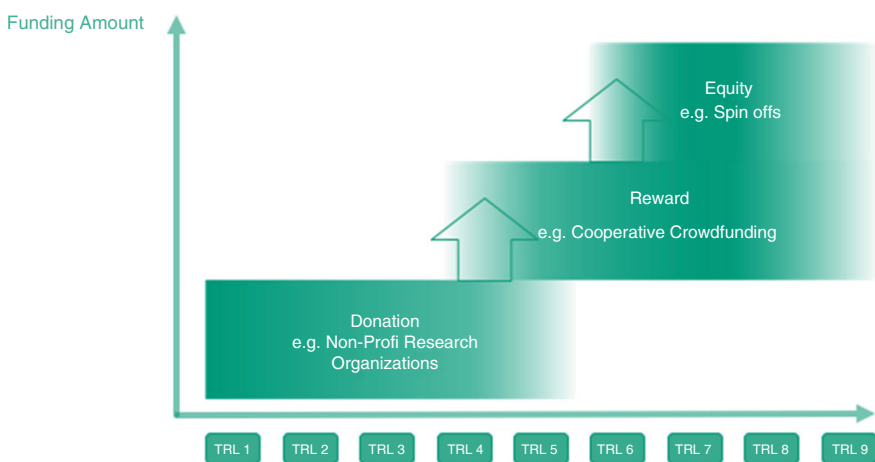 Funding Amount
Equity
e.g. Spin offs
Reward
e.g. Cooperative Crowdfunding
Donation
e.g. Non-Profi Research
Organizations
TRL 1 TRL 2 TRL 3 TRL 4 TRL 5 TRL 6 TRL 7 TRL 8 TRL 9